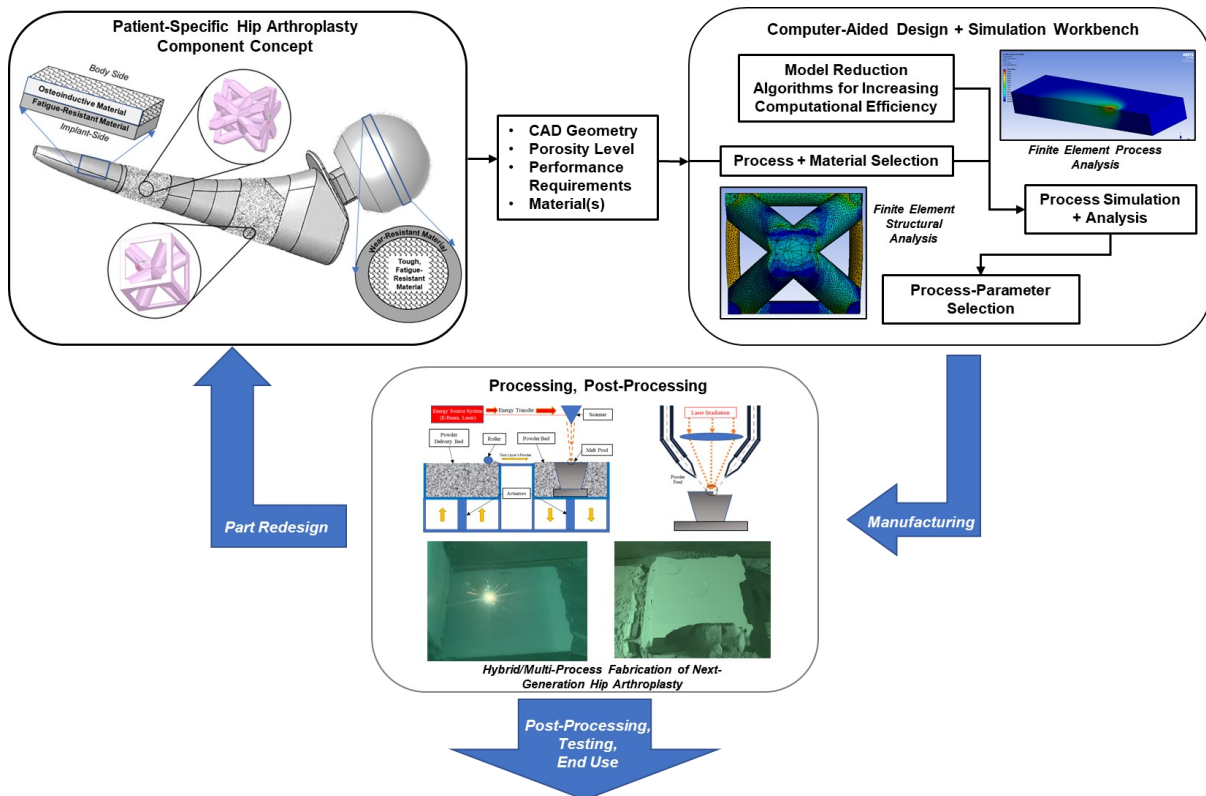 Patient-Specific Hip Arthroplasty
Component Concept
Body Side
Osteoinductive Material
Fatigue-Resistant Material
Implant-Side
Wear-Resistant Material
Tough,
Fatigue-
Resistant
Material
• CAD Geometry
• Porosity Level
• Performance
Requirements
• Material(s)
Computer-Aided Design + Simulation Workbench
Model Reduction
Algorithms for Increasing
Computational Efficiency
Finite Element Process
Analysis
Process + Material Selection
Finite Element
Structural
Analysis
Process Simulation
+ Analysis
Process-Parameter
Selection
Processing, Post-Processing
Energy Source System
(E-Beam, Laser)
Energy Transfer
Scanner
Powder
Delivery Bed
Roller
Powder Bed
Next Layer's Powder
Melt Pool
Actuators
Laser Irradiation
Powder
Feed
Hybrid/Multi-Process Fabrication of Next-
Generation Hip Arthroplasty
Part Redesign
Manufacturing
Post-Processing,
Testing,
End Use